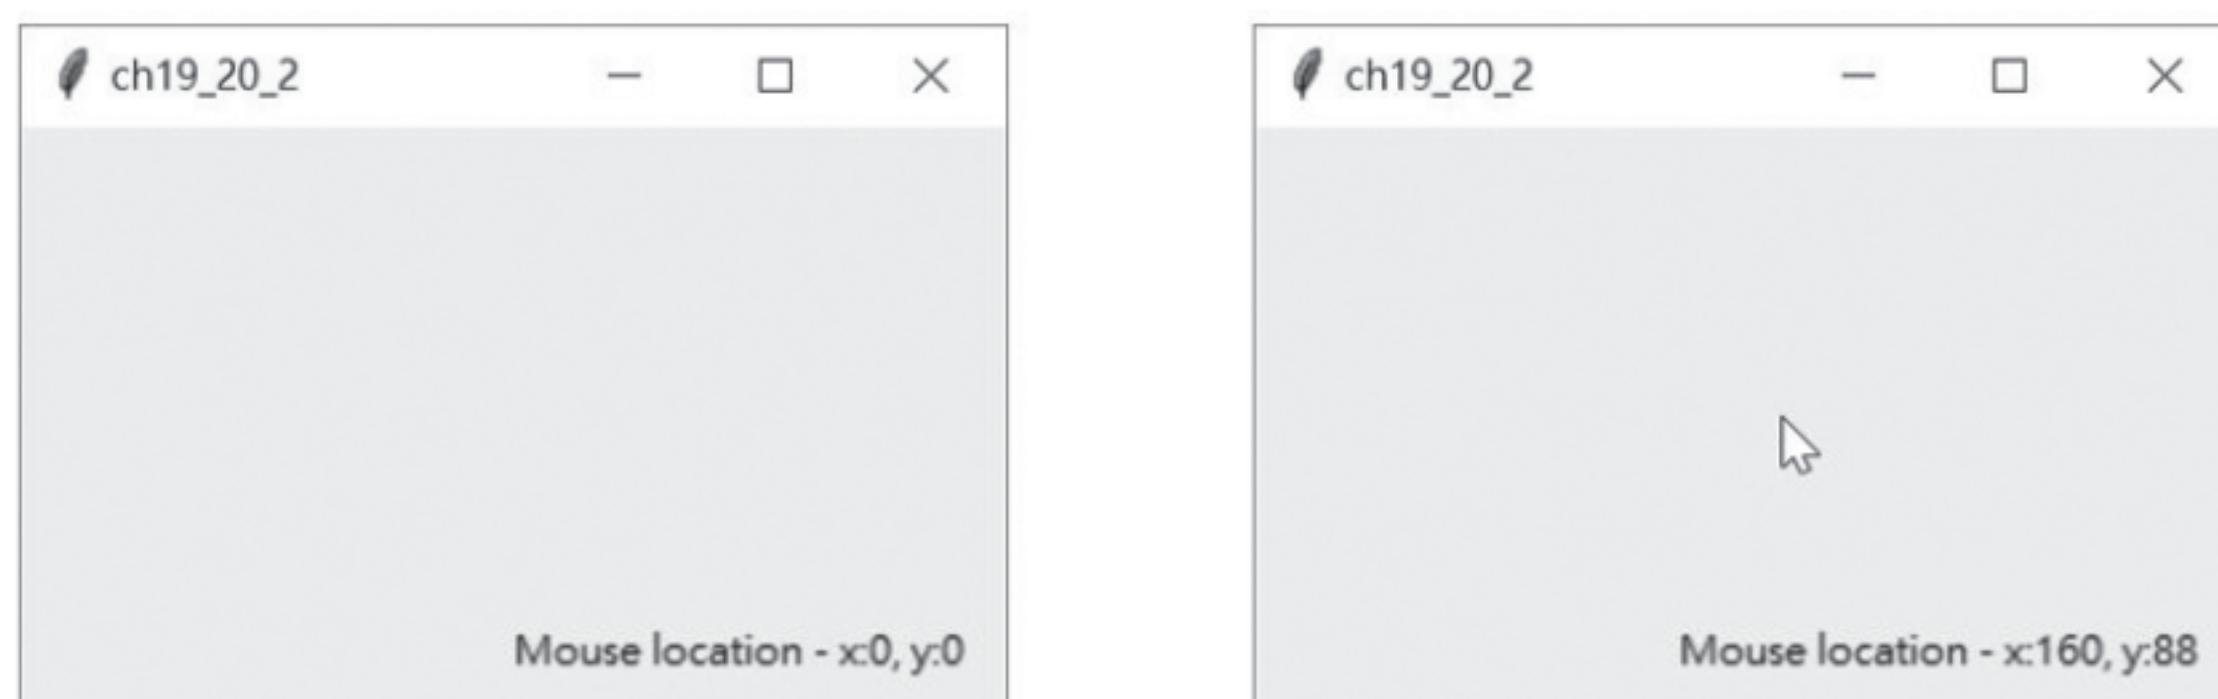 ch19_20_2
Mouse location - x:0, y:0
ch19_20_2
Mouse location - x:160, y:88